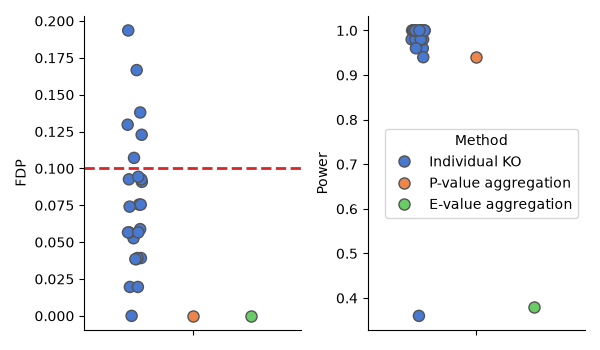 0.200
0.175
0.150
0.125
0.100
0.075
0.050
0.025
0.000
FDP
1.0
0.9
0.8
0.7
0.6
0.5
0.4
Power
Method
Individual KO
P-value aggregation
E-value aggregation